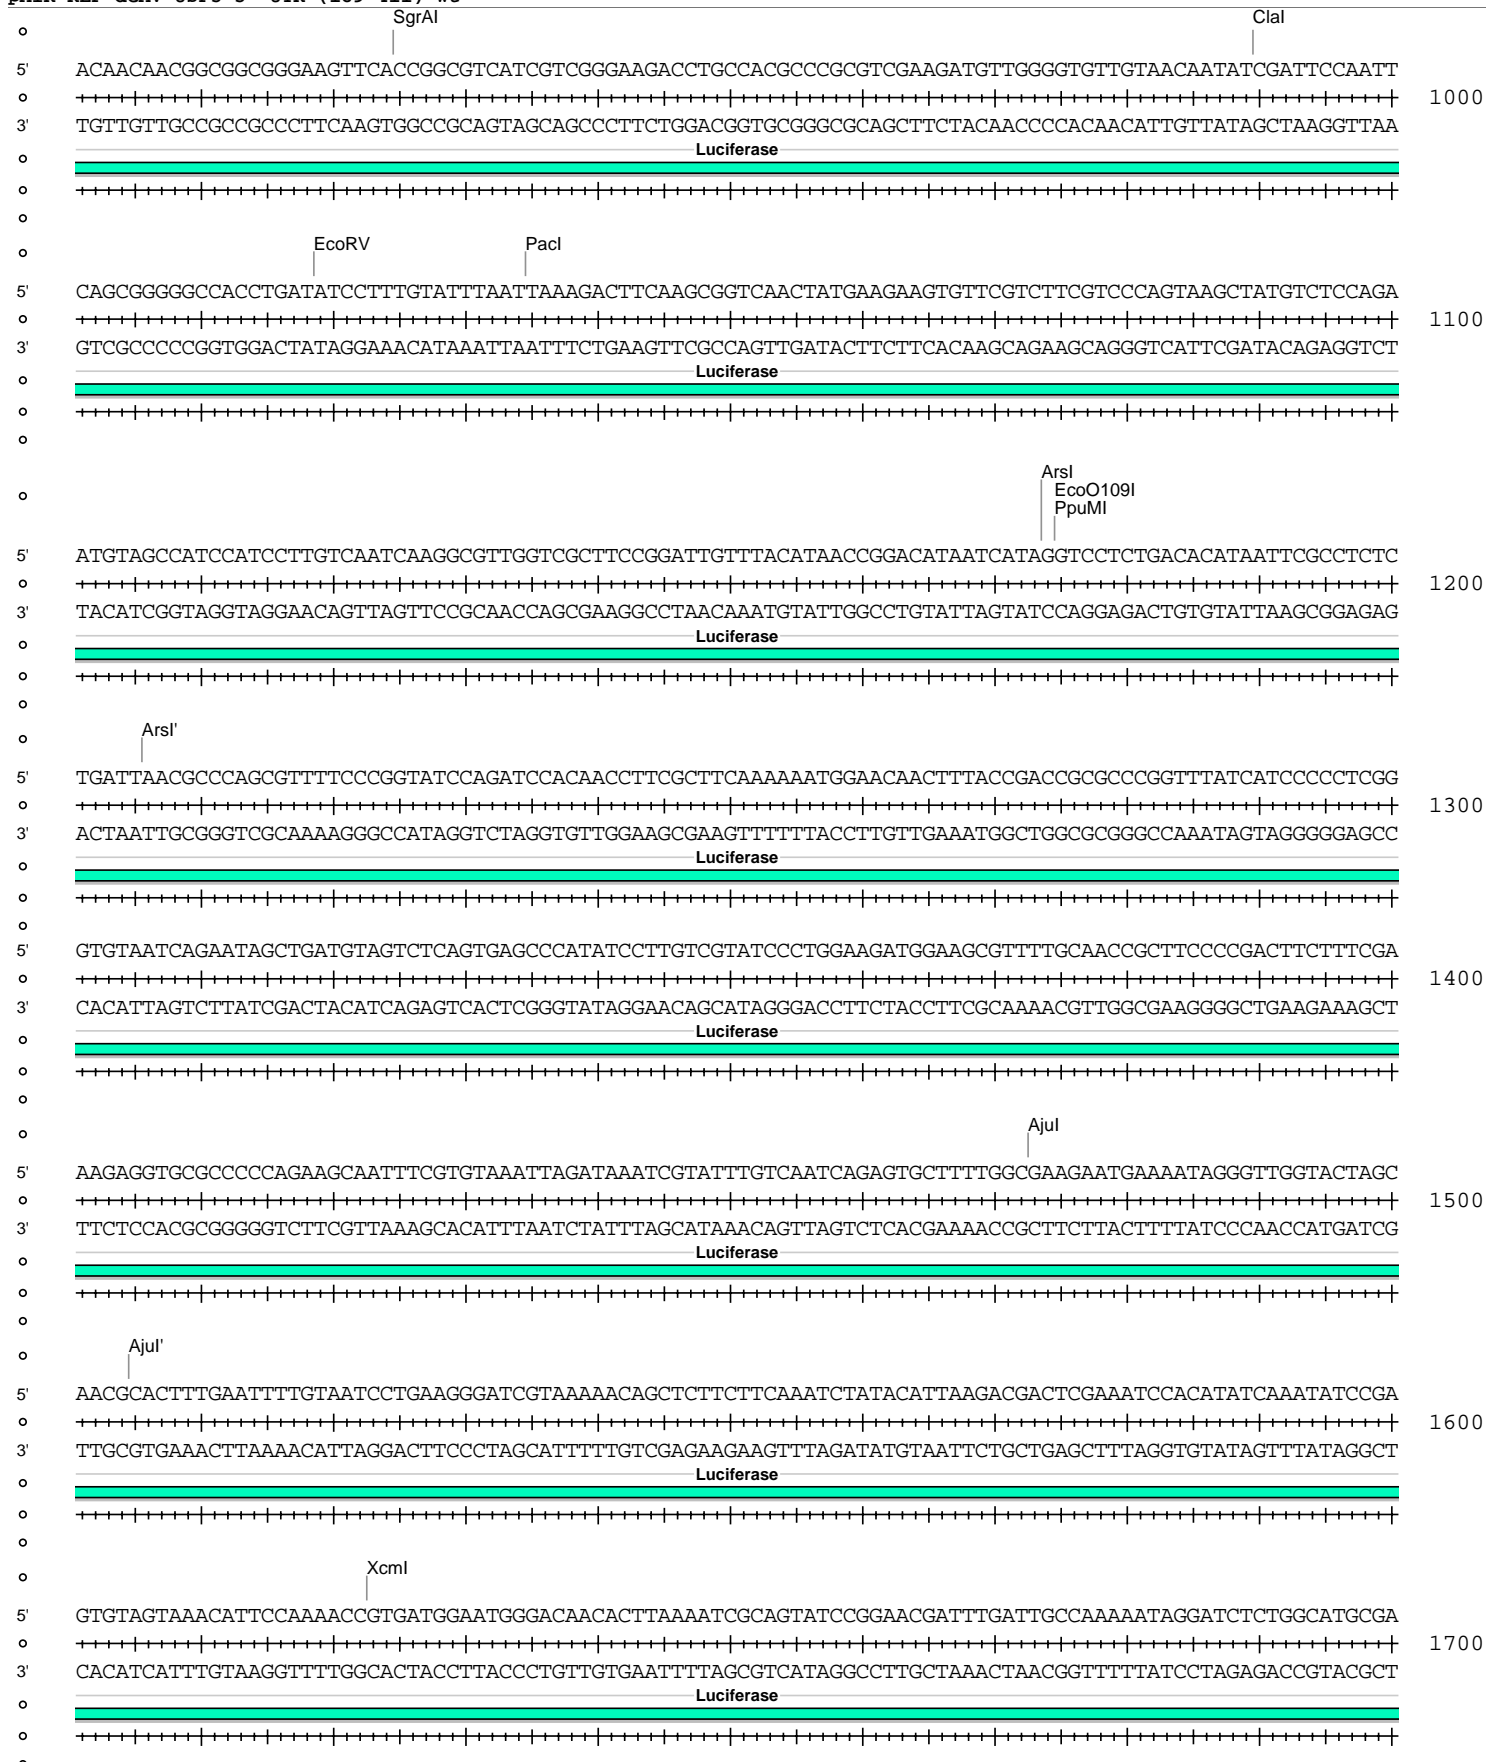 SgrAI ClaI
5' ACAACAACGGCGGCGGGAAGTTCACCGGCGTCATCGTCGGGAAGACCTGCCACGCCCGCGTCGAAGATGTTGGGGTGTTGTAACAATATCGATTCCAATT
1000
3' TGTTGTTGCCGCCGCCCTTCAAGTGGCCGCAGTAGCAGCCCTTCTGGACGGTGCGGGCGCAGCTTCTACAACCCCACAACATTGTTATAGCTAAGGTTAA
Luciferase
EcoRV PacI
5' CAGCGGGGGCCACCTGATATCCTTTGTATTTAATTAAAGACTTCAAGCGGTCAACTATGAAGAAGTGTTCGTCTTCGTCCCAGTAAGCTATGTCTCCAGA
1100
3' GTCGCCCCCGGTGGACTATAGGAAACATAAATTAATTTCTGAAGTTCGCCAGTTGATACTTCTTCACAAGCAGAAGCAGGGTCATTCGATACAGAGGTCT
Luciferase
ArsI
EcoO109I
PpuMI
5' ATGTAGCCATCCATCCTTGTCAATCAAGGCGTTGGTCGCTTCCGGATTGTTTACATAACCGGACATAATCATAGGTCCTCTGACACATAATTCGCCTCTC
1200
3' TACATCGGTAGGTAGGAACAGTTAGTTCCGCAACCAGCGAAGGCCTAACAAATGTATTGGCCTGTATTAGTATCCAGGAGACTGTGTATTAAGCGGAGAG
Luciferase
ArsI'
5' TGATTAACGCCCAGCGTTTTCCCGGTATCCAGATCCACAACCTTCGCTTCAAAAAATGGAACAACTTTACCGACCGCGCCCGGTTTATCATCCCCCTCGG
1300
3' ACTAATTGCGGGTCGCAAAAGGGCCATAGGTCTAGGTGTTGGAAGCGAAGTTTTTTACCTTGTTGAAATGGCTGGCGCGGGCCAAATAGTAGGGGGAGCC
Luciferase
5' GTGTAATCAGAATAGCTGATGTAGTCTCAGTGAGCCCATATCCTTGTCGTATCCCTGGAAGATGGAAGCGTTTTGCAACCGCTTCCCCGACTTCTTTCGA
1400
3' CACATTAGTCTTATCGACTACATCAGAGTCACTCGGGTATAGGAACAGCATAGGGACCTTCTACCTTCGCAAAACGTTGGCGAAGGGGCTGAAGAAAGCT
Luciferase
AjuI
5' AAGAGGTGCGCCCCCAGAAGCAATTTCGTGTAAATTAGATAAATCGTATTTGTCAATCAGAGTGCTTTTGGCGAAGAATGAAAATAGGGTTGGTACTAGC
1500
3' TTCTCCACGCGGGGGTCTTCGTTAAAGCACATTTAATCTATTTAGCATAAACAGTTAGTCTCACGAAAACCGCTTCTTACTTTTATCCCAACCATGATCG
Luciferase
AjuI'
5' AACGCACTTTGAATTTTGTAATCCTGAAGGGATCGTAAAAACAGCTCTTCTTCAAATCTATACATTAAGACGACTCGAAATCCACATATCAAATATCCGA
1600
3' TTGCGTGAAACTTAAAACATTAGGACTTCCCTAGCATTTTTGTCGAGAAGAAGTTTAGATATGTAATTCTGCTGAGCTTTAGGTGTATAGTTTATAGGCT
Luciferase
XcmI
5' GTGTAGTAAACATTCCAAAACCGTGATGGAATGGGACAACACTTAAAATCGCAGTATCCGGAACGATTTGATTGCCAAAAATAGGATCTCTGGCATGCGA
1700
3' CACATCATTTGTAAGGTTTTGGCACTACCTTACCCTGTTGTGAATTTTAGCGTCATAGGCCTTGCTAAACTAACGGTTTTTATCCTAGAGACCGTACGCT
Luciferase